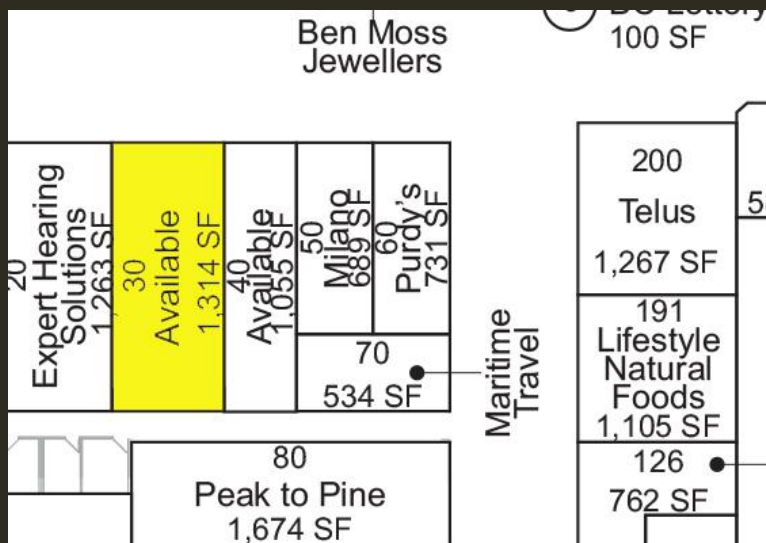 Ben Moss
Jewellers
100 SF
20
Expert Hearing
Solutions
1,263 SF
30
Available
1,314 SF
40
Available
1,055 SF
50
Milano
689 SF
60
Purdy's
731 SF
70
534 SF
Maritime
Travel
80
Peak to Pine
1,674 SF
200
Telus
1,267 SF
191
Lifestyle
Natural
Foods
1,105 SF
126
762 SF